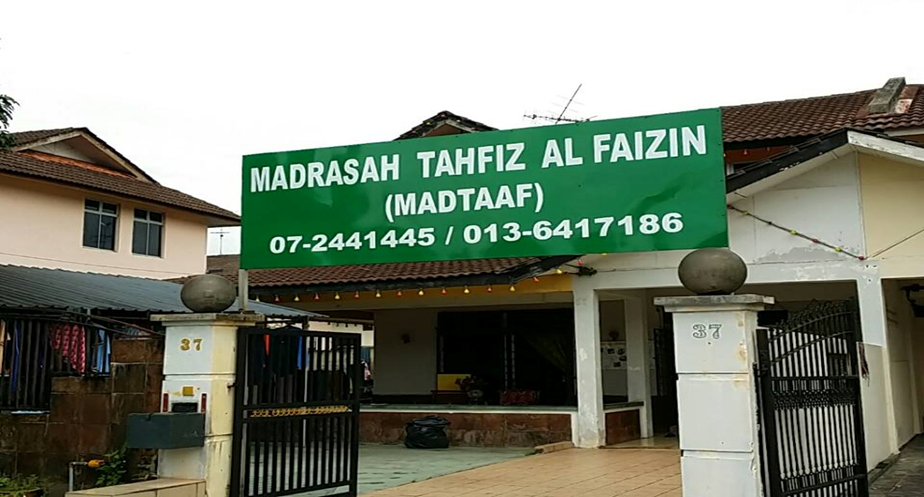 MADRASAH TAHFIZ AL FAIZIN
(MADTAAF)
07-2441445 / 013-6417186
37
37